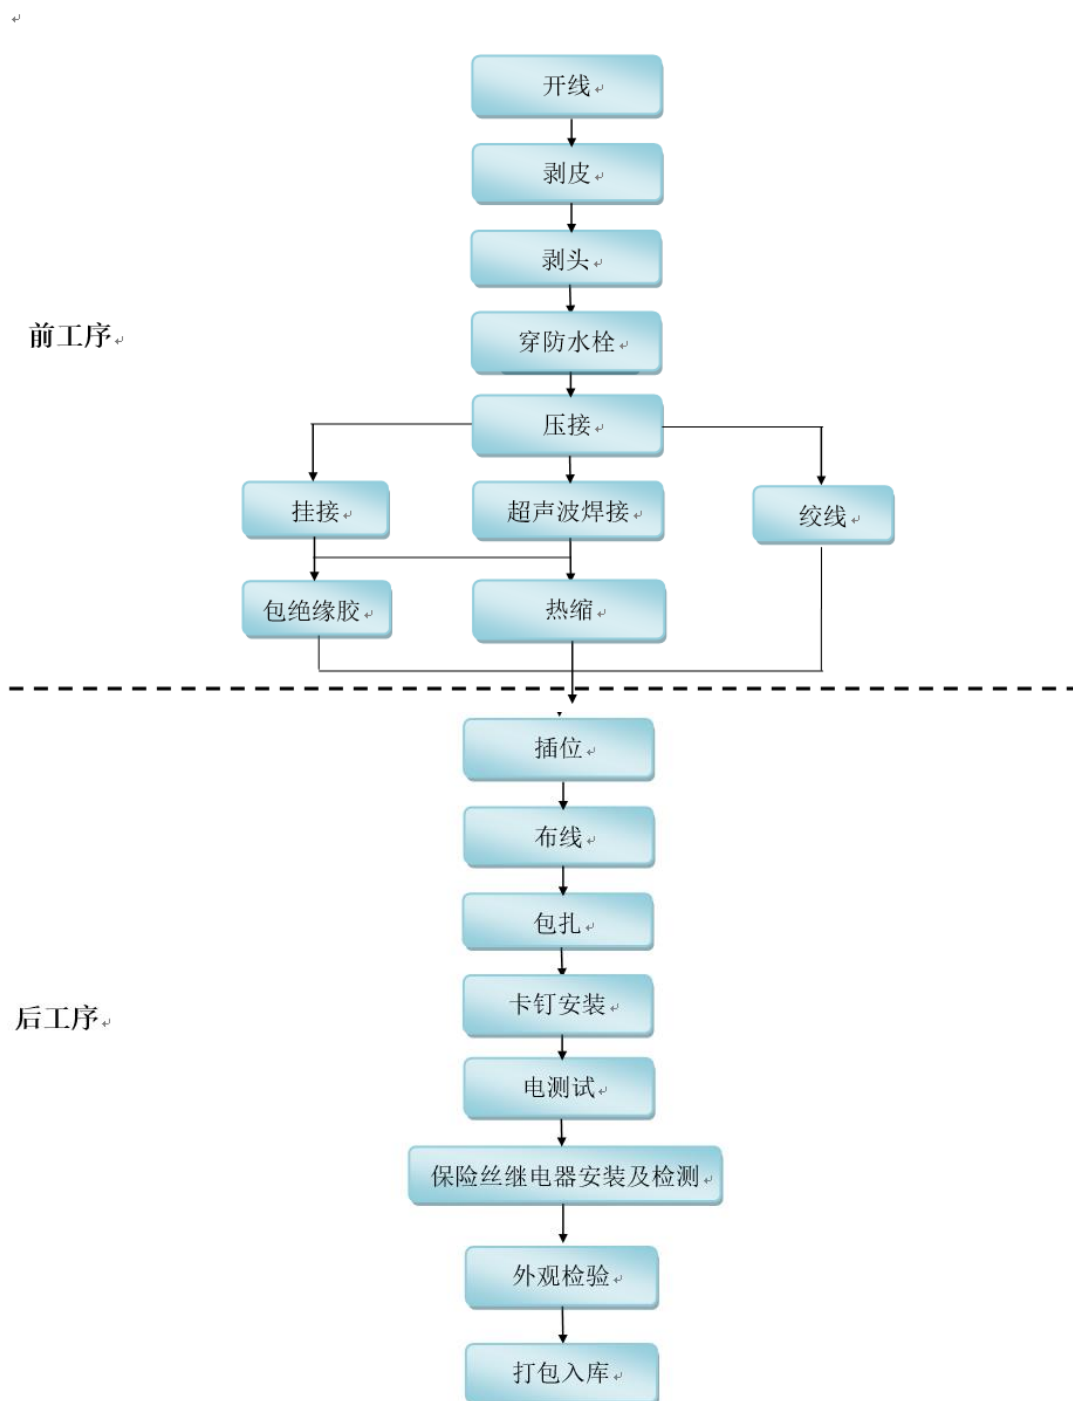 开线
剥皮
剥头
前工序
穿防水栓
压接
挂接
超声波焊接
绞线
包绝缘胶
热缩
插位
布线
包扎
后工序
卡钉安装
电测试
保险丝继电器安装及检测
外观检验
打包入库